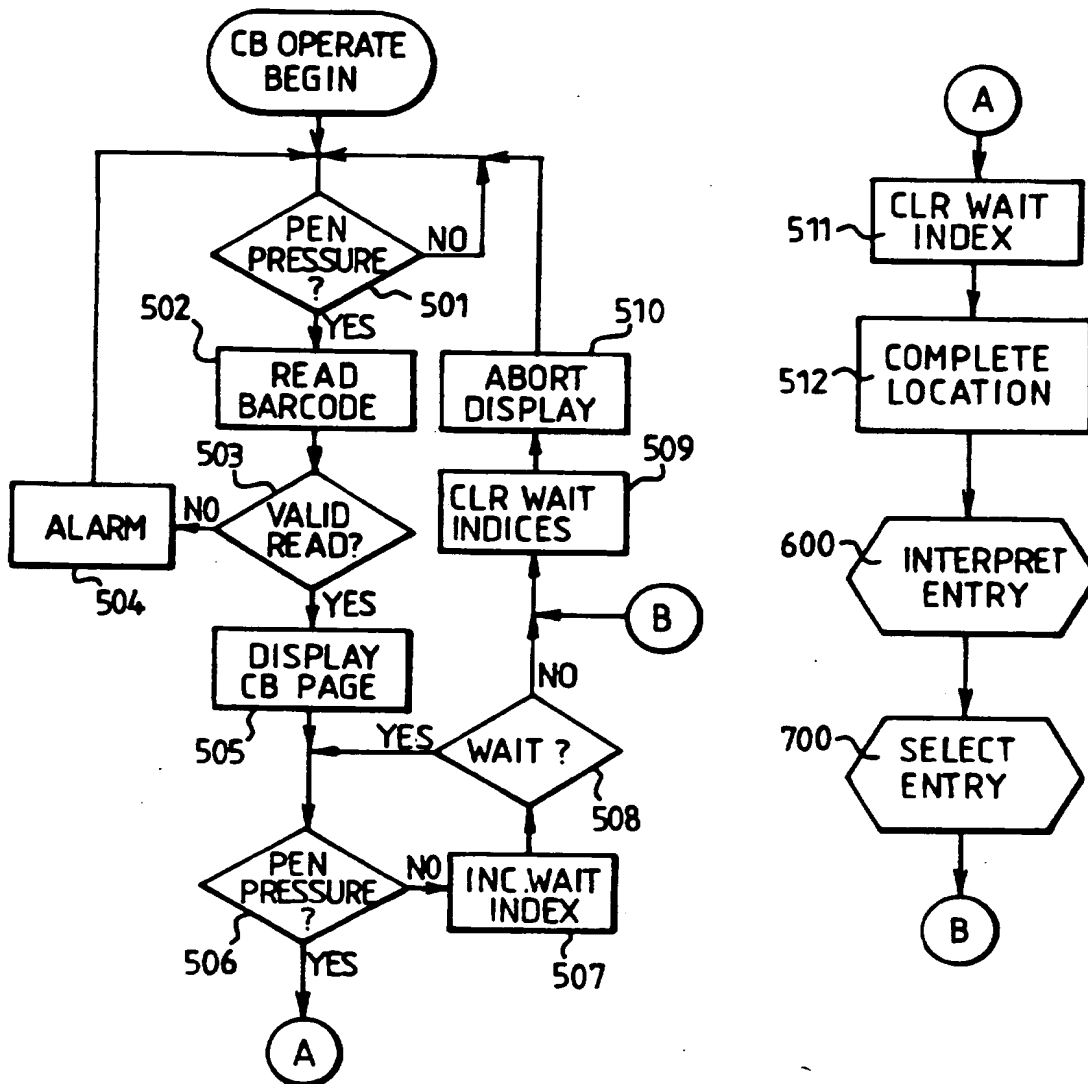 CB OPERATE
BEGIN
PEN
PRESSURE
?
NO
501
YES
502
READ
BARCODE
503
VALID
READ?
NO
ALARM
504
YES
DISPLAY
CB PAGE
505
PEN
PRESSURE
?
506
NO
YES
A
INC.WAIT
INDEX
507
WAIT ?
508
YES
NO
B
CLR WAIT
INDICES
509
ABORT
DISPLAY
510
A
511
CLR WAIT
INDEX
512
COMPLETE
LOCATION
600
INTERPRET
ENTRY
700
SELECT
ENTRY
B